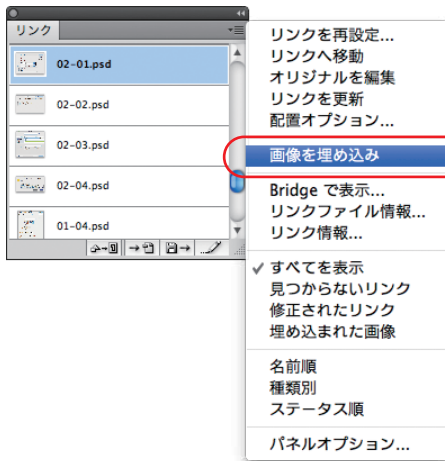 リンク
02-01.psd
02-02.psd
02-03.psd
02-04.psd
01-04.psd
リンクを再設定...
リンクへ移動
オリジナルを編集
リンクを更新
配置オプション...
画像を埋め込み
Bridge で表示...
リンクファイル情報...
リンク情報...
すべてを表示
見つからないリンク
修正されたリンク
埋め込まれた画像
名前順
種類別
ステータス順
パネルオプション...